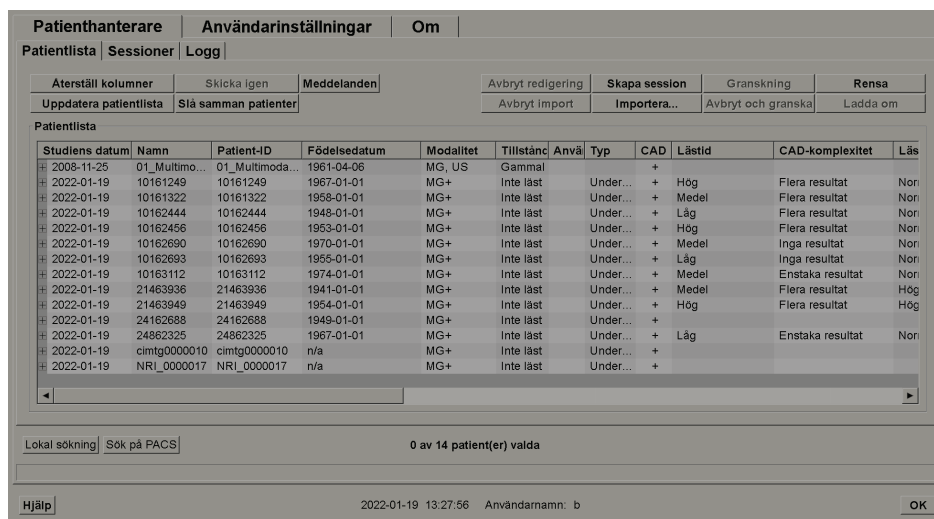 Patienthanterare Användarinställningar Om
Patientlista Sessioner Logg
Återställ kolumner Skicka igen Meddelanden Avbryt redigering Skapa session Granskning Rensa
Uppdatera patientlista Slå samman patienter Avbryt import Importera... Avbryt och granska Ladda om
Patientlista
Studiens datum Namn Patient-ID Födelsedatum Modalitet Tillstånd Anvä Typ CAD Lästid CAD-komplexitet Läs
2008-11-25 01_Multimo... 01_Multimoda... 1961-04-06 MG, US Gammal +
2022-01-19 10161249 10161249 1967-01-01 MG+ Inte läst Under... + Hög Flera resultat Nor
2022-01-19 10161322 10161322 1958-01-01 MG+ Inte läst Under... + Medel Flera resultat Nor
2022-01-19 10162444 10162444 1948-01-01 MG+ Inte läst Under... + Låg Flera resultat Nor
2022-01-19 10162456 10162456 1953-01-01 MG+ Inte läst Under... + Hög Flera resultat Nor
2022-01-19 10162690 10162690 1970-01-01 MG+ Inte läst Under... + Medel Inga resultat Nor
2022-01-19 10162693 10162693 1955-01-01 MG+ Inte läst Under... + Låg Inga resultat Nor
2022-01-19 10163112 10163112 1974-01-01 MG+ Inte läst Under... + Medel Enstaka resultat Nor
2022-01-19 21463936 21463936 1941-01-01 MG+ Inte läst Under... + Medel Flera resultat Hög
2022-01-19 21463949 21463949 1954-01-01 MG+ Inte läst Under... + Hög Flera resultat Hög
2022-01-19 24162688 24162688 1949-01-01 MG+ Inte läst Under... +
2022-01-19 24862325 24862325 1967-01-01 MG+ Inte läst Under... + Låg Enstaka resultat Nor
2022-01-19 cimtg0000010 cimtg0000010 n/a MG+ Inte läst Under... +
2022-01-19 NRI_0000017 NRI_0000017 n/a MG+ Inte läst Under... +
Lokal sökning Sök på PACS 0 av 14 patient(er) valda
Hjälp 2022-01-19 13:27:56 Användarnamn: b OK